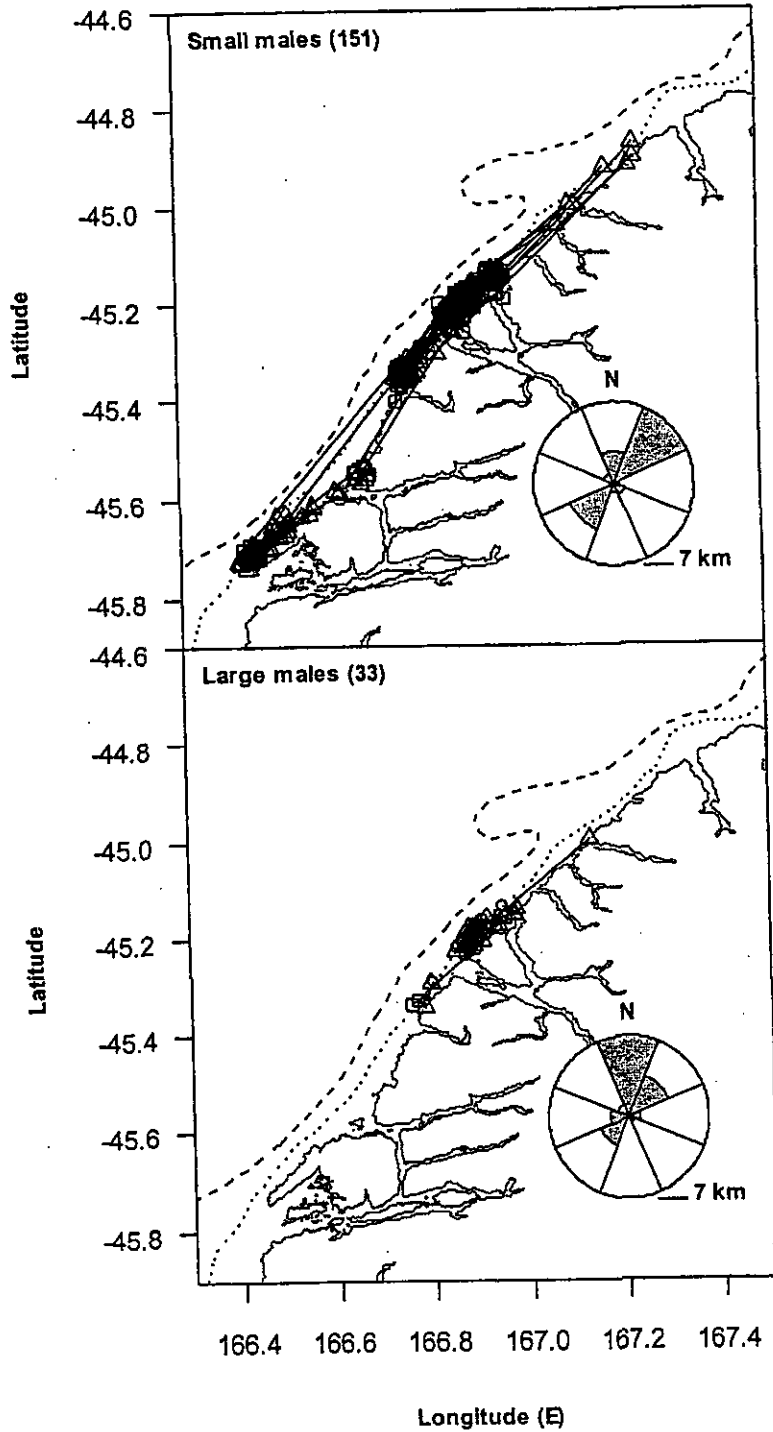 Small males (151)
-44.6
-44.8
-45.0
-45.2
-45.4
-45.6
-45.8
Latitude
N
7 km
Large males (33)
-44.6
-44.8
-45.0
-45.2
-45.4
-45.6
-45.8
Latitude
N
7 km
166.4 166.6 166.8 167.0 167.2 167.4
Longitude (E)